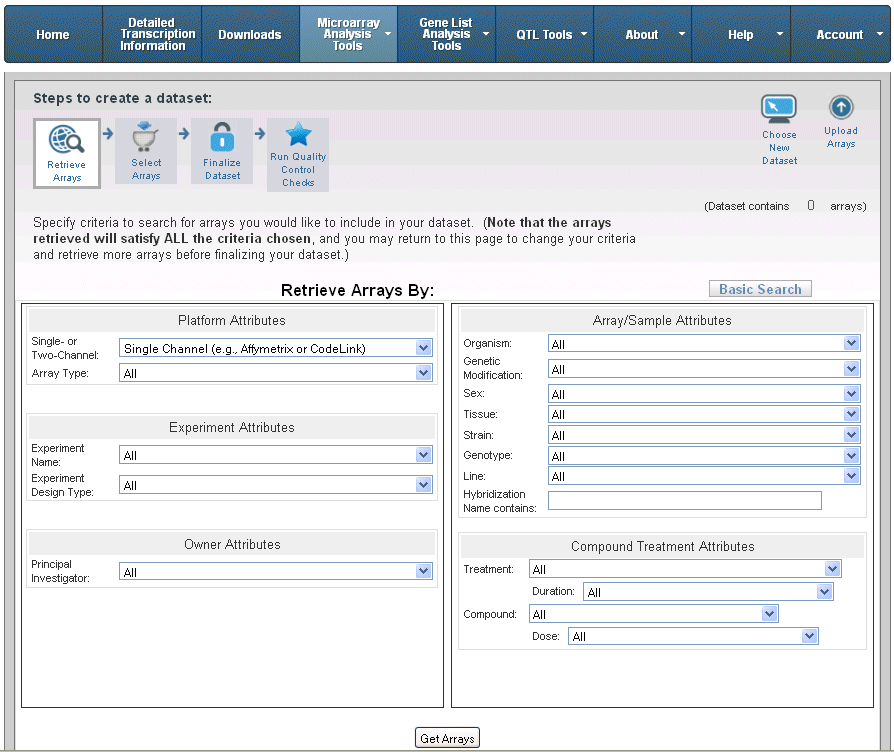 Home
Detailed
Transcription
Information
Downloads
Microarray
Analysis
Tools
Gene List
Analysis
Tools
QTL Tools
About
Help
Account
Steps to create a dataset:
Retrieve
Arrays
Select
Arrays
Finalize
Dataset
Run Quality
Control
Checks
Choose
New
Dataset
Upload
Arrays
(Dataset contains 0 arrays)
Specify criteria to search for arrays you would like to include in your dataset. (Note that the arrays
retrieved will satisfy ALL the criteria chosen, and you may return to this page to change your criteria
and retrieve more arrays before finalizing your dataset.)
Retrieve Arrays By:
Basic Search
Platform Attributes
Single- or
Two-Channel:
Single Channel (e.g., Affymetrix or CodeLink)
Array Type: All
Experiment Attributes
Experiment
Name:
All
Experiment
Design Type:
All
Owner Attributes
Principal
Investigator:
All
Array/Sample Attributes
Organism: All
Genetic
Modification:
All
Sex: All
Tissue: All
Strain: All
Genotype: All
Line: All
Hybridization
Name contains:
Compound Treatment Attributes
Treatment: All
Duration: All
Compound: All
Dose: All
Get Arrays